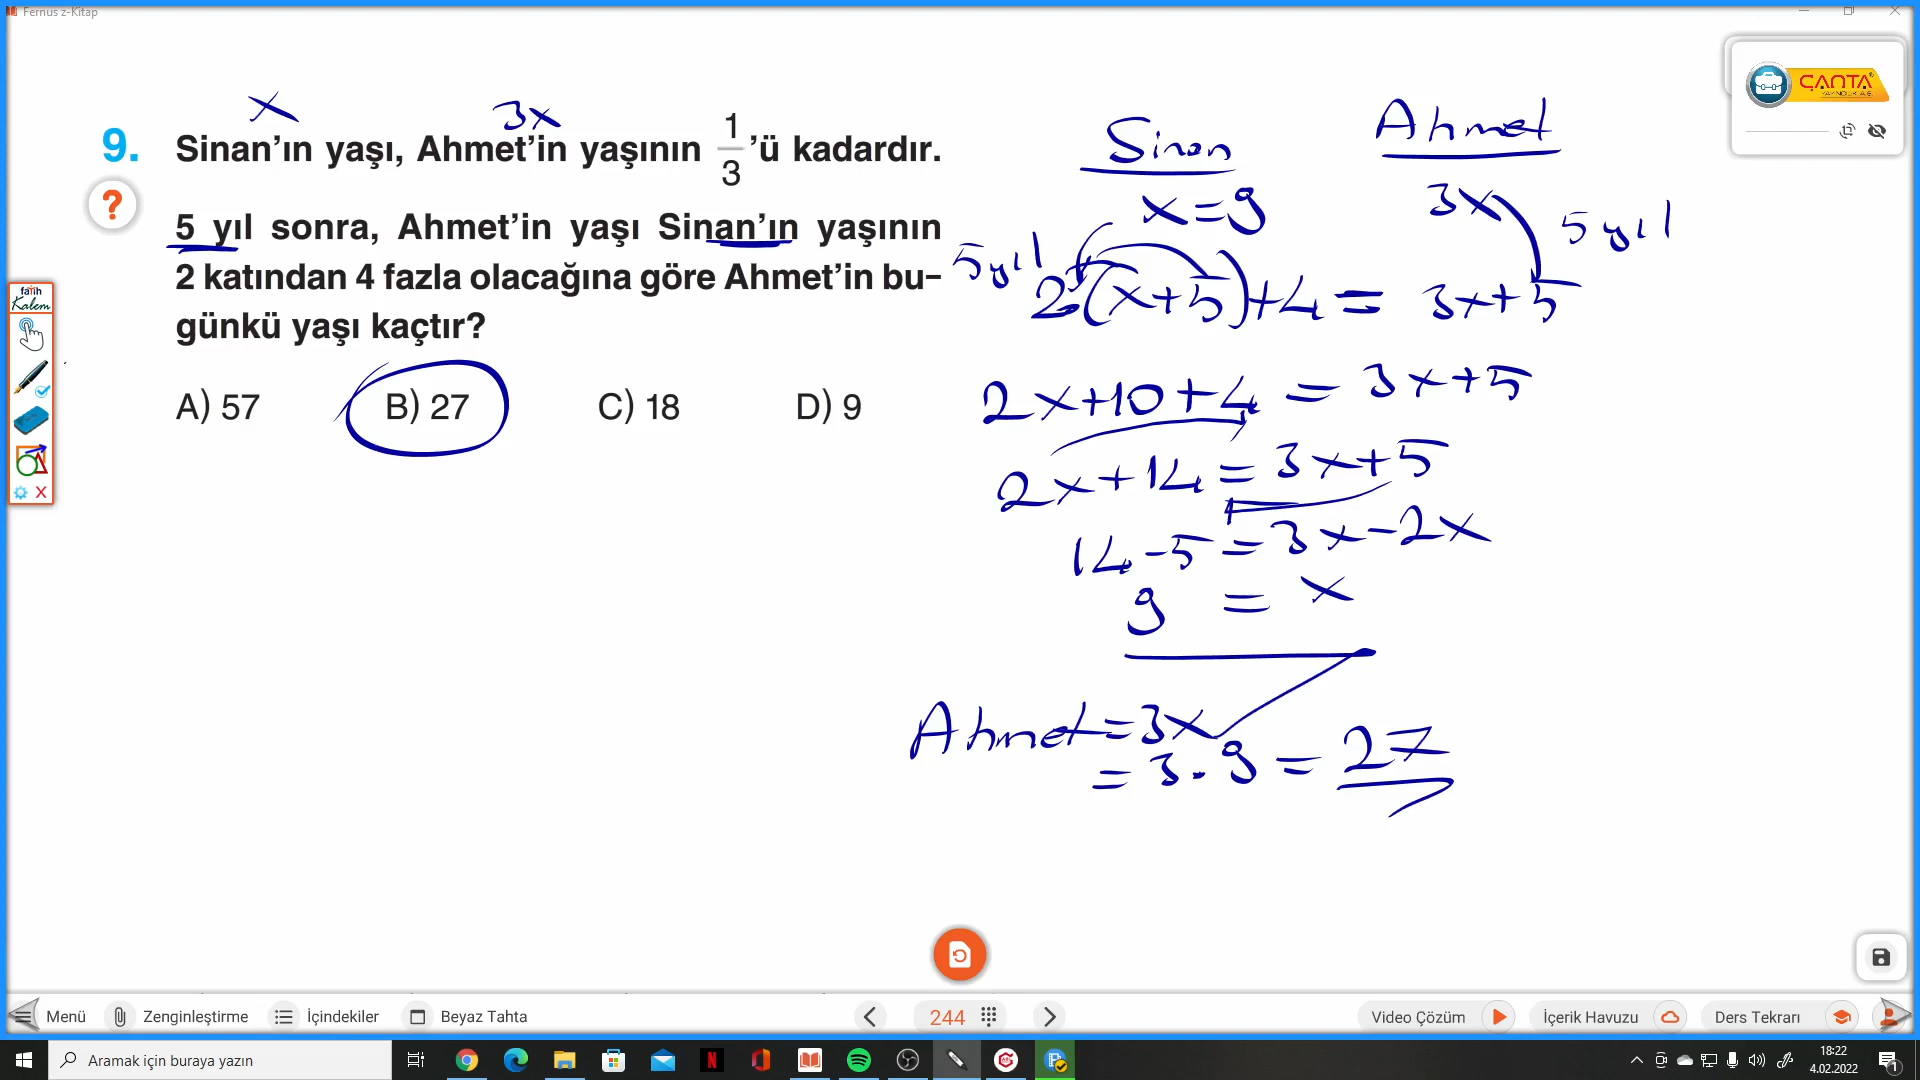 Fernus z-Kitap
ÇANTA
YAYINCILIK A.Ş.
x 3x
9. Sinan’ın yaşı, Ahmet’in yaşının 1/3 ’ü kadardır.
5 yıl sonra, Ahmet’in yaşı Sinan’ın yaşının
2 katından 4 fazla olacağına göre Ahmet’in bu-
günkü yaşı kaçtır?
A) 57 B) 27 C) 18 D) 9
Sinan Ahmet
x=9 3x
5 yıl 5 yıl
2(x+5)+4 = 3x+5
2x+10+4 = 3x+5
2x+14=3x+5
14-5=3x-2x
9 = x
Ahmet=3x
=3.9=27
fatih
Kalem
X
Menü Zenginleştirme İçindekiler Beyaz Tahta 244 Video Çözüm İçerik Havuzu Ders Tekrarı
Aramak için buraya yazın
18:22
4.02.2022
1